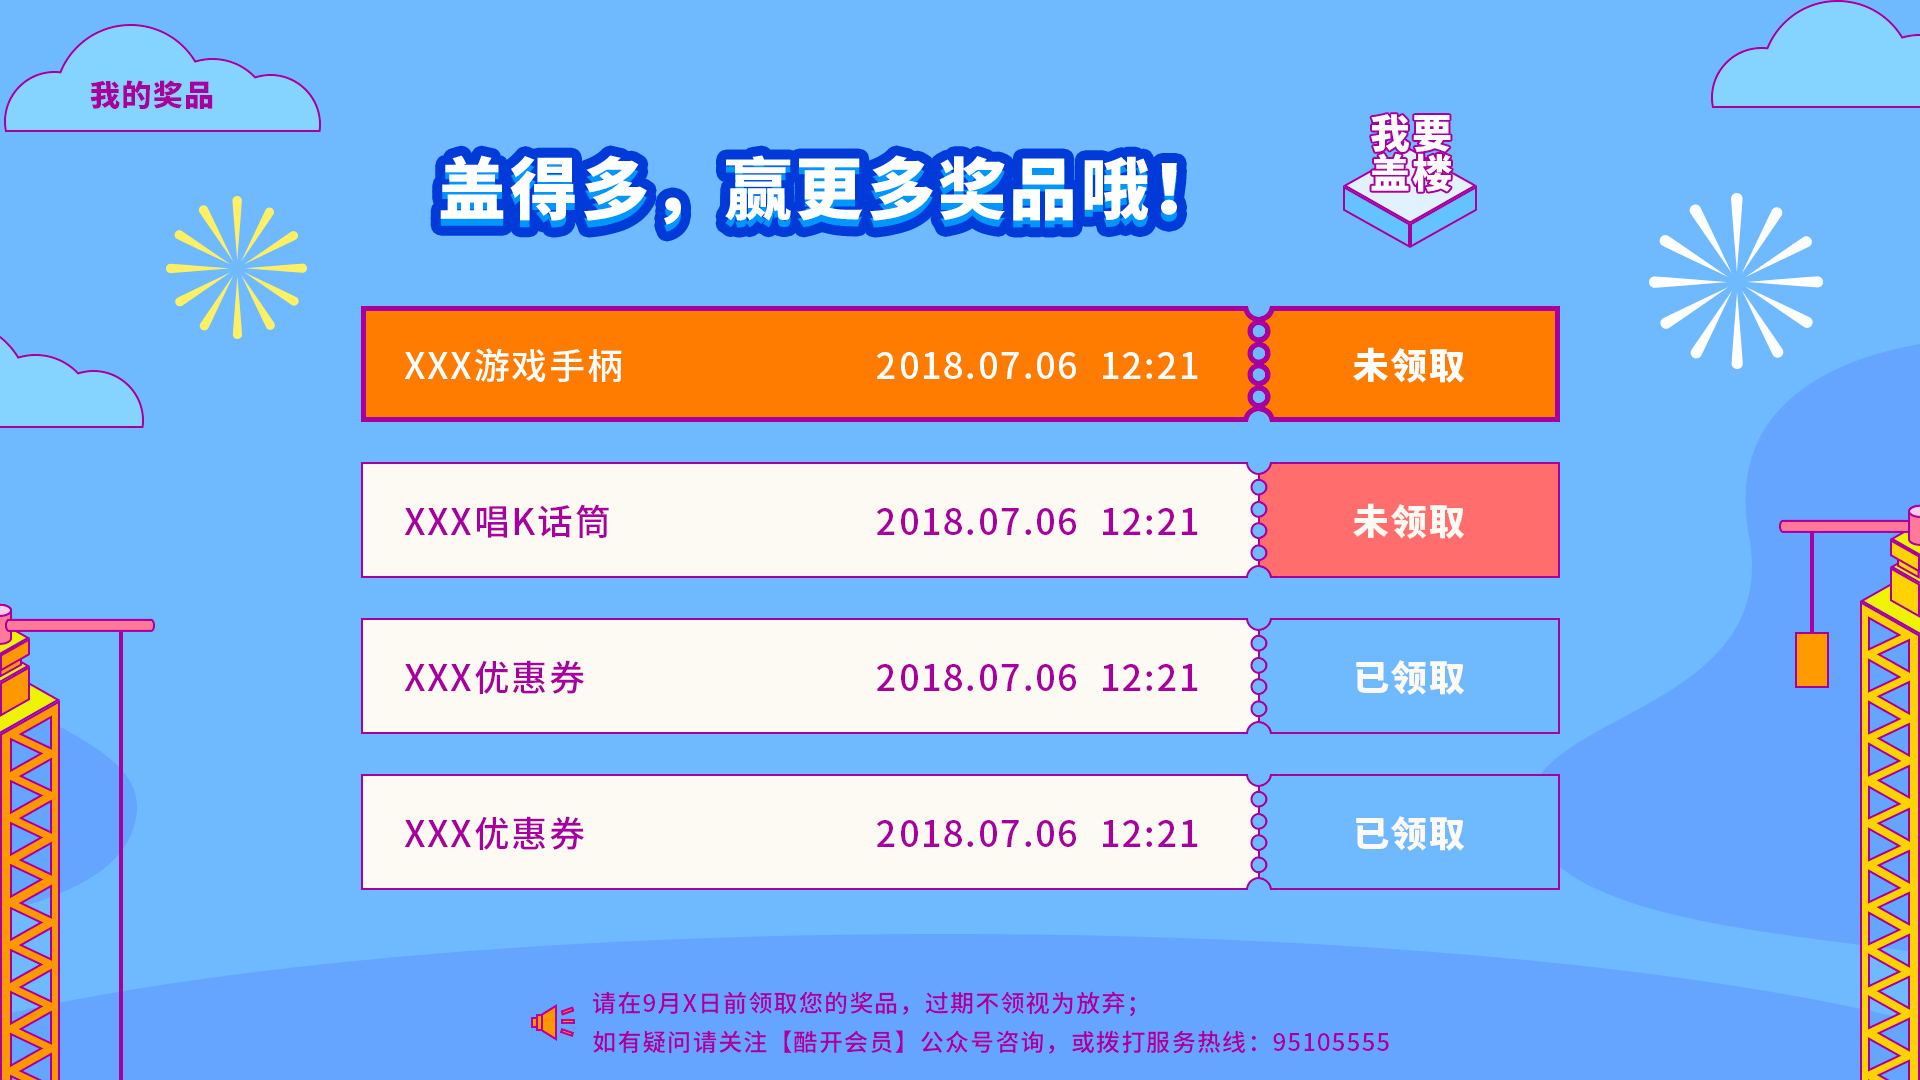 我的奖品
盖得多，赢更多奖品哦！
我要
盖楼
XXX游戏手柄 2018.07.06 12:21 未领取
XXX唱K话筒 2018.07.06 12:21 未领取
XXX优惠券 2018.07.06 12:21 已领取
XXX优惠券 2018.07.06 12:21 已领取
请在9月X日前领取您的奖品，过期不领视为放弃；
如有疑问请关注【酷开会员】公众号咨询，或拨打服务热线：95105555